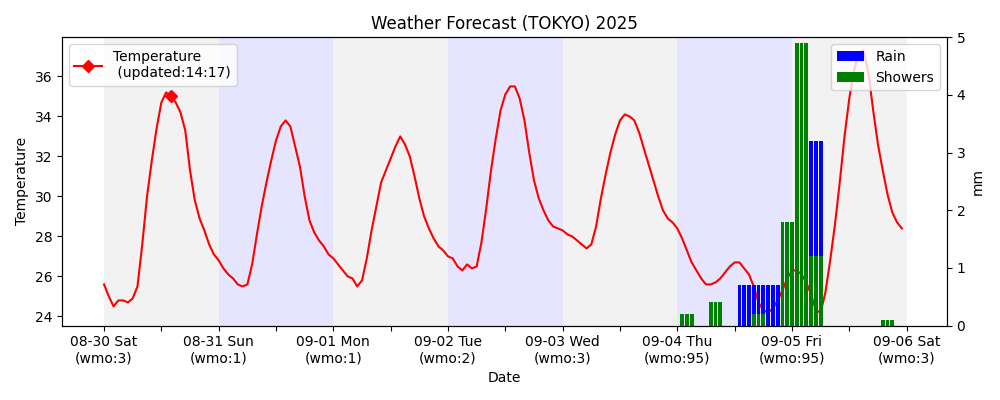 Weather Forecast (TOKYO) 2025
Temperature
(updated:14:17)
Rain
Showers
36
34
32
30
28
26
24
Temperature
5
4
3
2
1
0
mm
08-30 Sat
(wmo:3)
08-31 Sun
(wmo:1)
09-01 Mon
(wmo:1)
09-02 Tue
(wmo:2)
09-03 Wed
(wmo:3)
09-04 Thu
(wmo:95)
09-05 Fri
(wmo:95)
09-06 Sat
(wmo:3)
Date